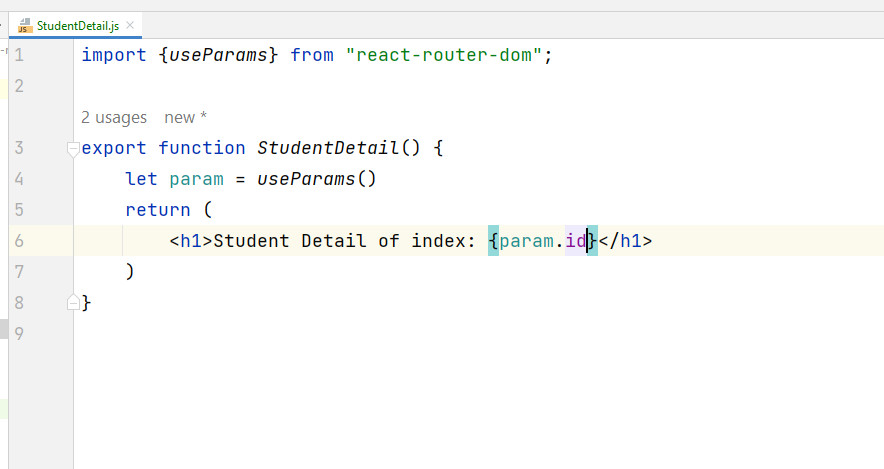 StudentDetail.js
1 import {useParams} from "react-router-dom";
2
2 usages new *
3 export function StudentDetail() {
4 let param = useParams()
5 return (
6 <h1>Student Detail of index: {param.id}</h1>
7 )
8 }
9